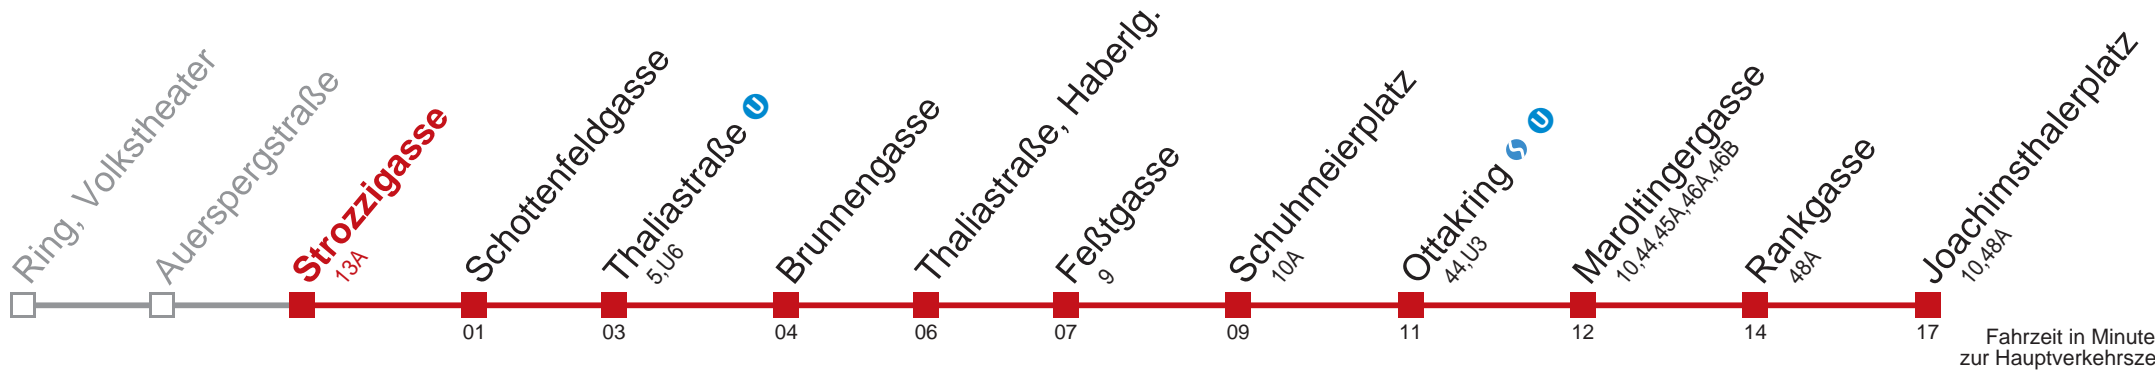 Ring, Volkstheater
Auerspergstraße
Strozzigasse
13A
Schottenfeldgasse
01
Thaliastraße U
5,U6
03
Brunnengasse
04
Thaliastraße, Haberlg.
06
Feßtgasse
9
07
Schuhmeierplatz
10A
09
Ottakring S U
44,U3
11
Maroltingergasse
10,44,45A,46A,46B
12
Rankgasse
48A
14
Joachimsthalerplatz
10,48A
17
Fahrzeit in Minute
zur Hauptverkehrsze